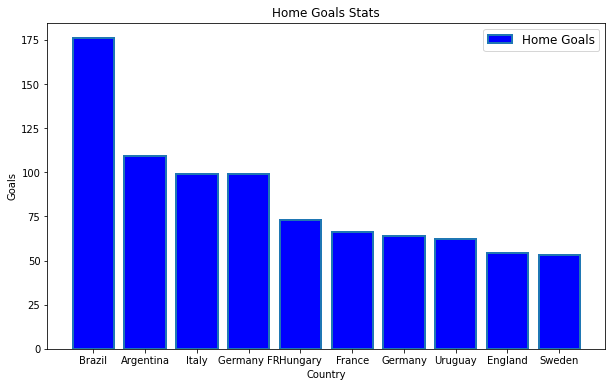 Home Goals Stats
Home Goals
Goals
175
150
125
100
75
50
25
0
Brazil Argentina Italy Germany FR Hungary France Germany Uruguay England Sweden
Country